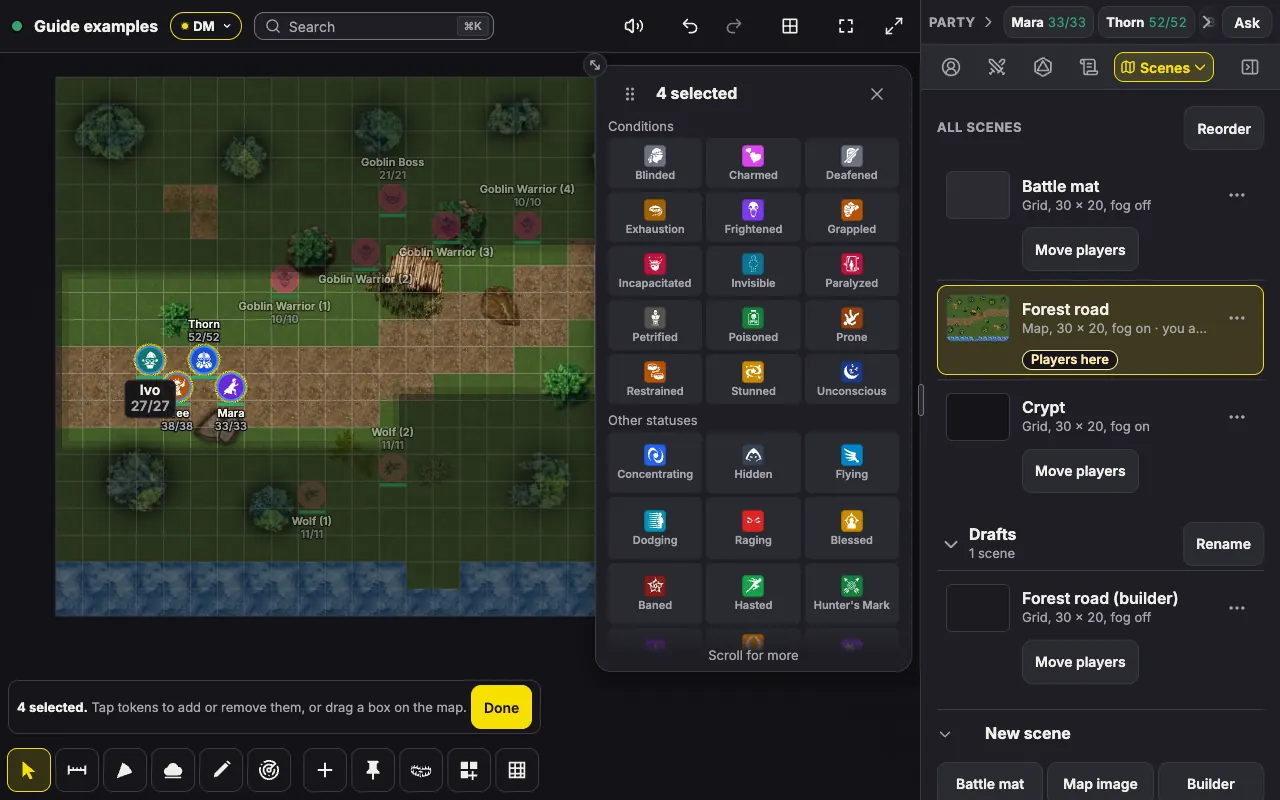 Guide examples
DM
Search
⌘K
PARTY
Mara 33/33
Thorn 52/52
Ask
Scenes
4 selected
Conditions
Blinded
Charmed
Deafened
Exhaustion
Frightened
Grappled
Incapacitated
Invisible
Paralyzed
Petrified
Poisoned
Prone
Restrained
Stunned
Unconscious
Other statuses
Concentrating
Hidden
Flying
Dodging
Raging
Blessed
Baned
Hasted
Hunter's Mark
Scroll for more
Goblin Boss
21/21
Goblin Warrior (4)
10/10
Goblin Warrior (3)
Goblin Warrior (2)
Goblin Warrior (1)
10/10
Thorn
52/52
Ivo
27/27
ee
38/38
Mara
33/33
Wolf (2)
11/11
Wolf (1)
11/11
4 selected. Tap tokens to add or remove them, or drag a box on the map.
Done
ALL SCENES
Reorder
Battle mat
Grid, 30 × 20, fog off
Move players
Forest road
Map, 30 × 20, fog on · you a...
Players here
Crypt
Grid, 30 × 20, fog on
Move players
Drafts
1 scene
Rename
Forest road (builder)
Grid, 30 × 20, fog off
Move players
New scene
Battle mat
Map image
Builder